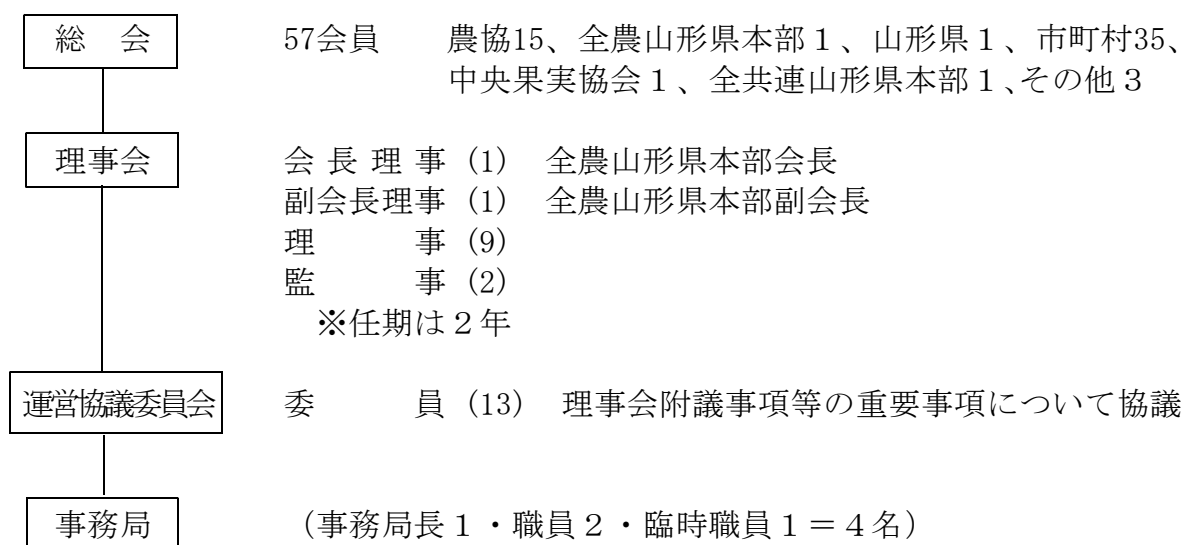 総　会　57会員　農協15、全農山形県本部１、山形県１、市町村35、
中央果実協会１、全共連山形県本部１、その他３
理事会　会 長 理 事 (1)　全農山形県本部会長
副会長理事 (1)　全農山形県本部副会長
理　　　事 (9)
監　　　事 (2)
※任期は２年
運営協議委員会　委　　　員 (13)　理事会附議事項等の重要事項について協議
事務局　（事務局長１・職員２・臨時職員１＝４名）